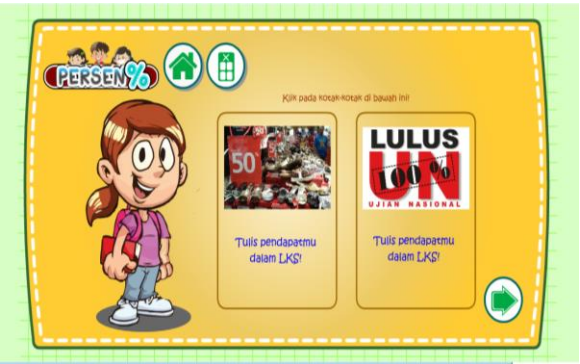 PERSEN%
Klik pada kotak-kotak di bawah ini!
50
50
Tulis pendapatmu
dalam LKS!
LULUS
UN
100 %
UJIAN NASIONAL
Tulis pendapatmu
dalam LKS!